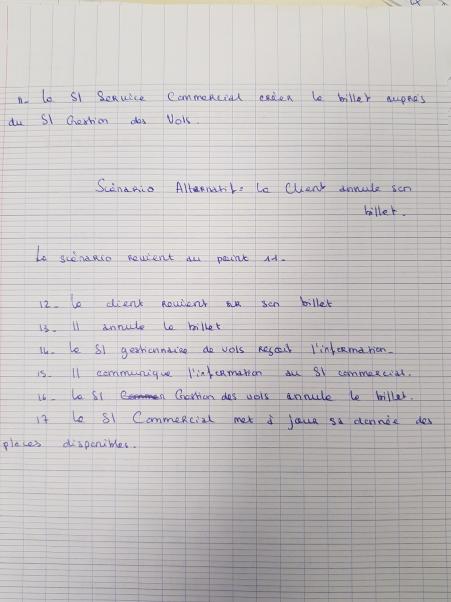 11- Le SI Service Commercial créer le billet auprès
du SI Gestion des Vols.
Scénario Alternatif: Le Client annule son
billet.
Le scénario revient au point 11-
12- Le client revient sur son billet
13- Il annule le billet
14- Le SI gestionnaire de vols reçoit l'information-
15- Il communique l'information au SI commercial.
16- Le SI Gestion des vols annule le billet.
17 Le SI Commercial met à jour sa donnée des
places disponibles.